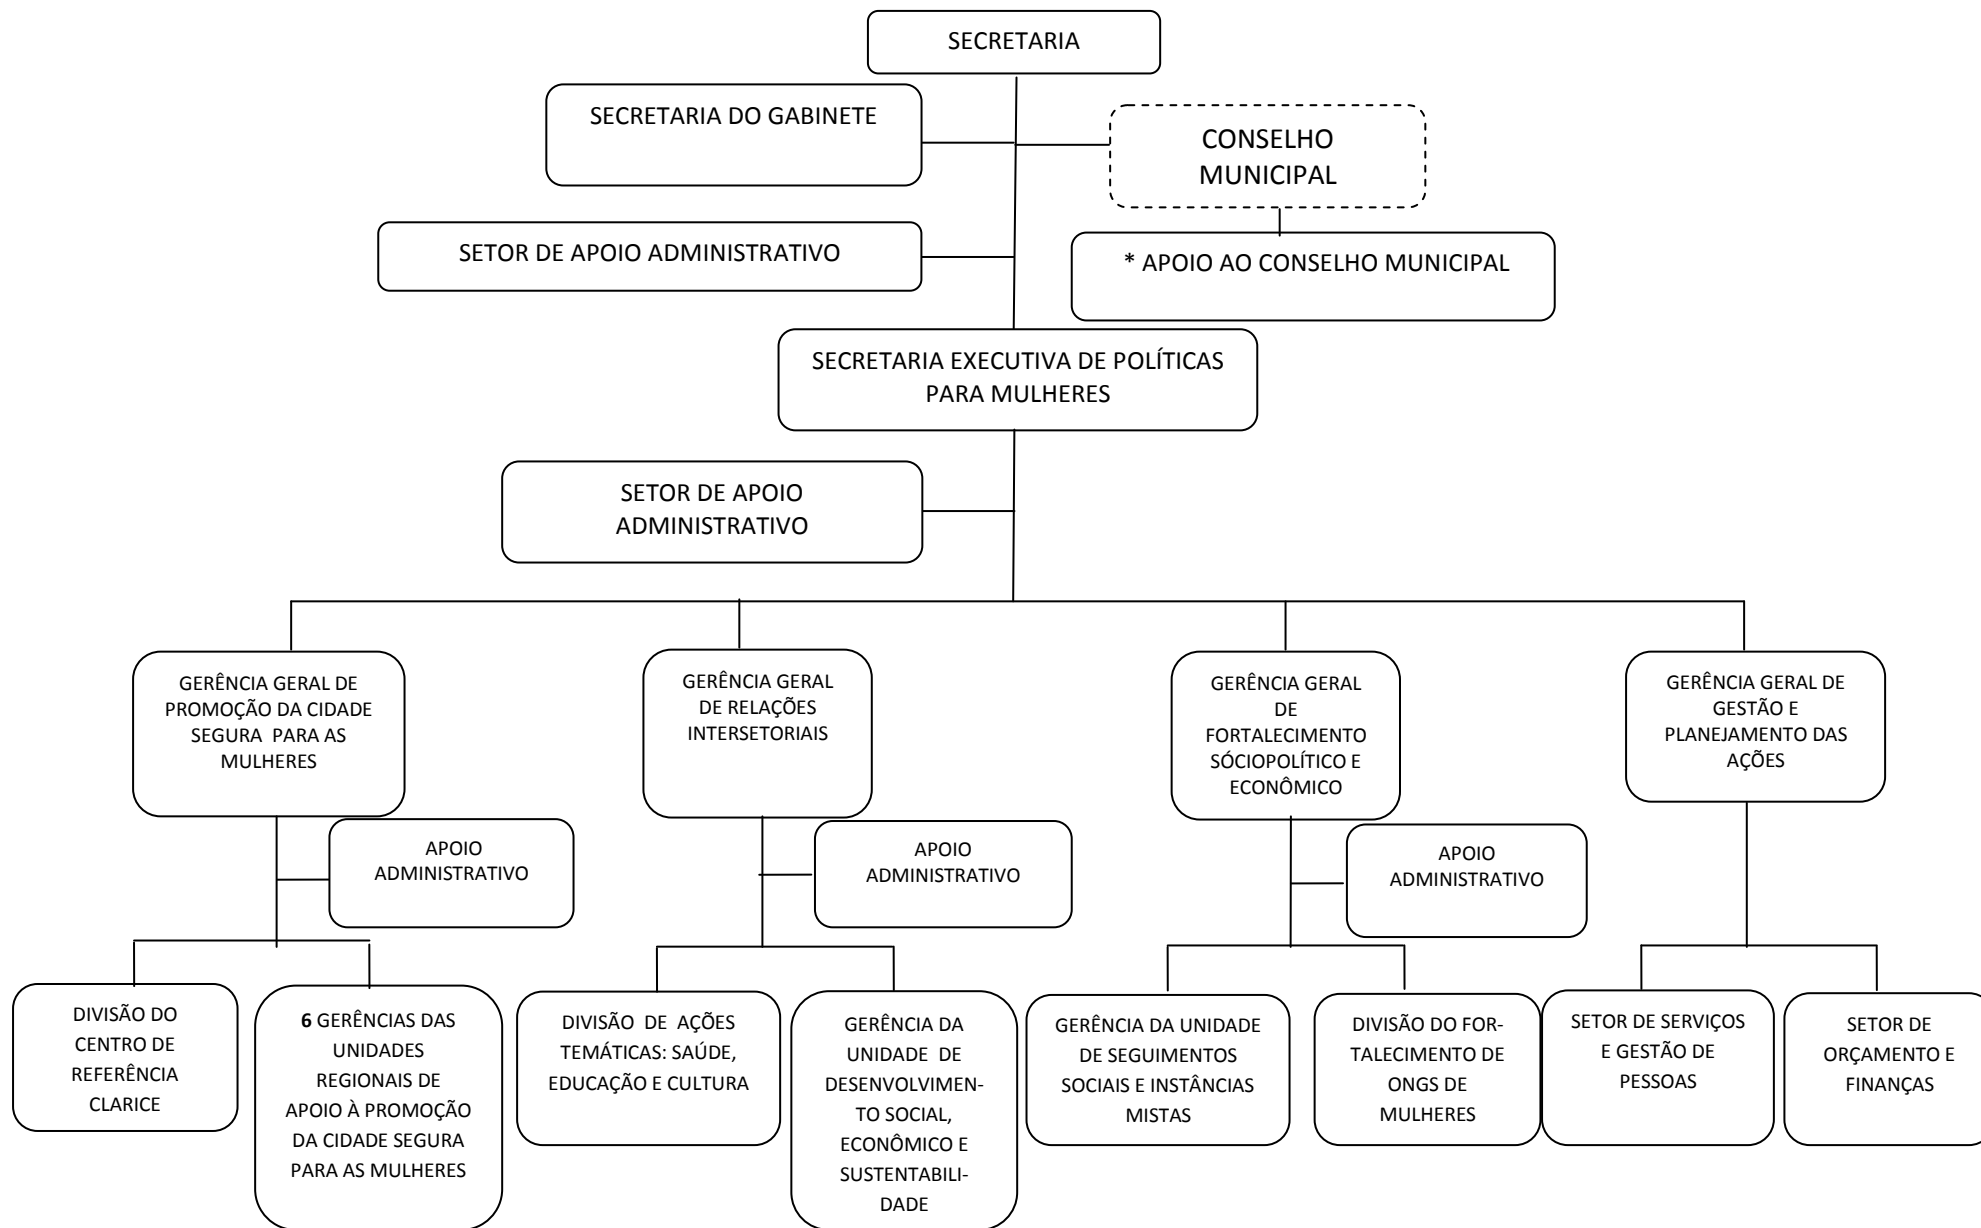 SECRETARIA
SECRETARIA DO GABINETE
CONSELHO
MUNICIPAL
SETOR DE APOIO ADMINISTRATIVO
* APOIO AO CONSELHO MUNICIPAL
SECRETARIA EXECUTIVA DE POLÍTICAS
PARA MULHERES
SETOR DE APOIO
ADMINISTRATIVO
GERÊNCIA GERAL DE
PROMOÇÃO DA CIDADE
SEGURA PARA AS
MULHERES
GERÊNCIA GERAL
DE RELAÇÕES
INTERSETORIAIS
GERÊNCIA GERAL
DE
FORTALECIMENTO
SÓCIOPOLÍTICO E
ECONÔMICO
GERÊNCIA GERAL DE
GESTÃO E
PLANEJAMENTO DAS
AÇÕES
APOIO
ADMINISTRATIVO
APOIO
ADMINISTRATIVO
APOIO
ADMINISTRATIVO
DIVISÃO DO
CENTRO DE
REFERÊNCIA
CLARICE
6 GERÊNCIAS DAS
UNIDADES
REGIONAIS DE
APOIO À PROMOÇÃO
DA CIDADE SEGURA
PARA AS MULHERES
DIVISÃO DE AÇÕES
TEMÁTICAS: SAÚDE,
EDUCAÇÃO E CULTURA
GERÊNCIA DA
UNIDADE DE
DESENVOLVIMEN-
TO SOCIAL,
ECONÔMICO E
SUSTENTABILI-
DADE
GERÊNCIA DA UNIDADE
DE SEGUIMENTOS
SOCIAIS E INSTÂNCIAS
MISTAS
DIVISÃO DO FOR-
TALECIMENTO DE
ONGS DE
MULHERES
SETOR DE SERVIÇOS
E GESTÃO DE
PESSOAS
SETOR DE
ORÇAMENTO E
FINANÇAS